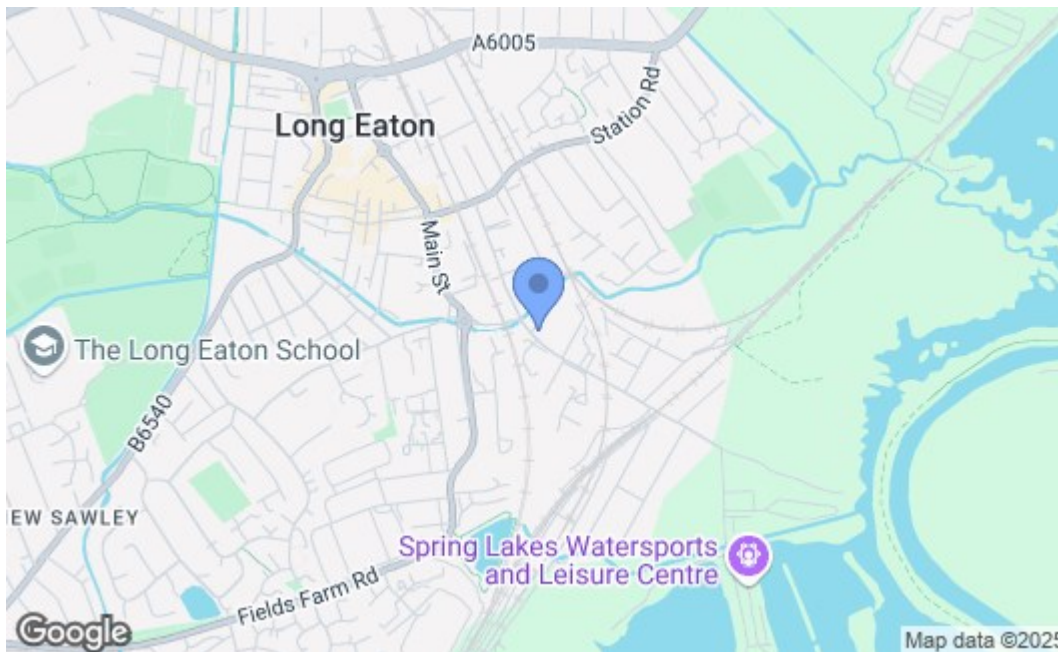 A6005
Station Rd
Long Eaton
Main St
The Long Eaton School
B6540
EW SAWLEY
Spring Lakes Watersports
and Leisure Centre
Fields Farm Rd
Google
Map data ©2025